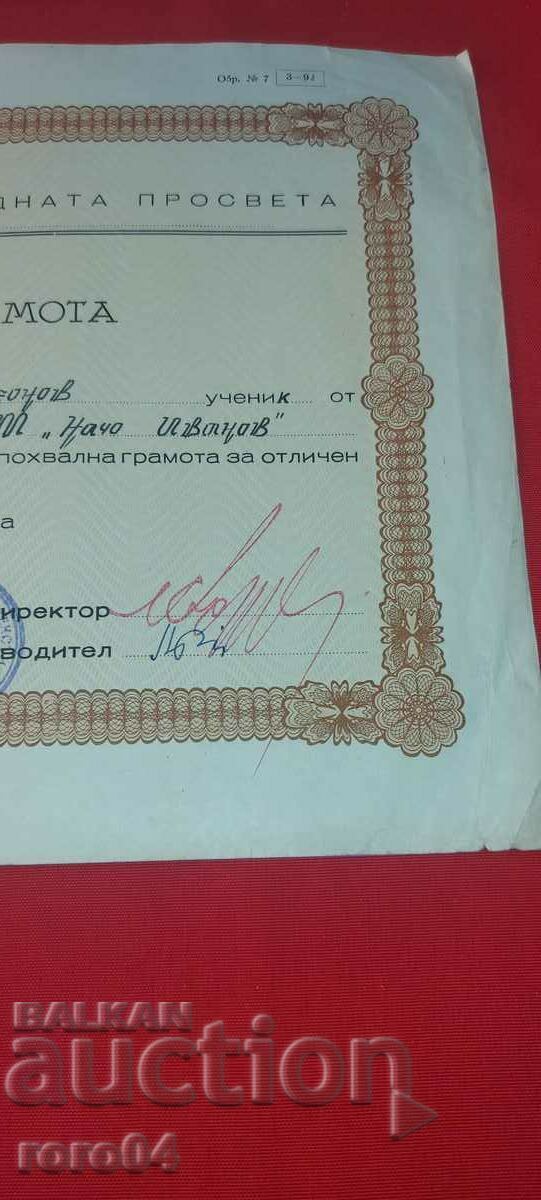 Обр. № 7 3—91
ДНАТА ПРОСВЕТА
МОТА
ученик от
„Начо Иванов"
похвална грамота за отличен
а
иректор
водител
BALKAN
auction
roro04